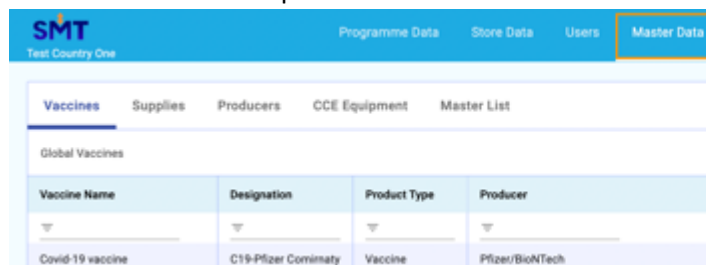 SMT
Test Country One
Programme Data Store Data Users Master Data
Vaccines Supplies Producers CCE Equipment Master List
Global Vaccines
Vaccine Name Designation Product Type Producer
Covid-19 vaccine C19-Pfizer Comirnaty Vaccine Pfizer/BioNTech